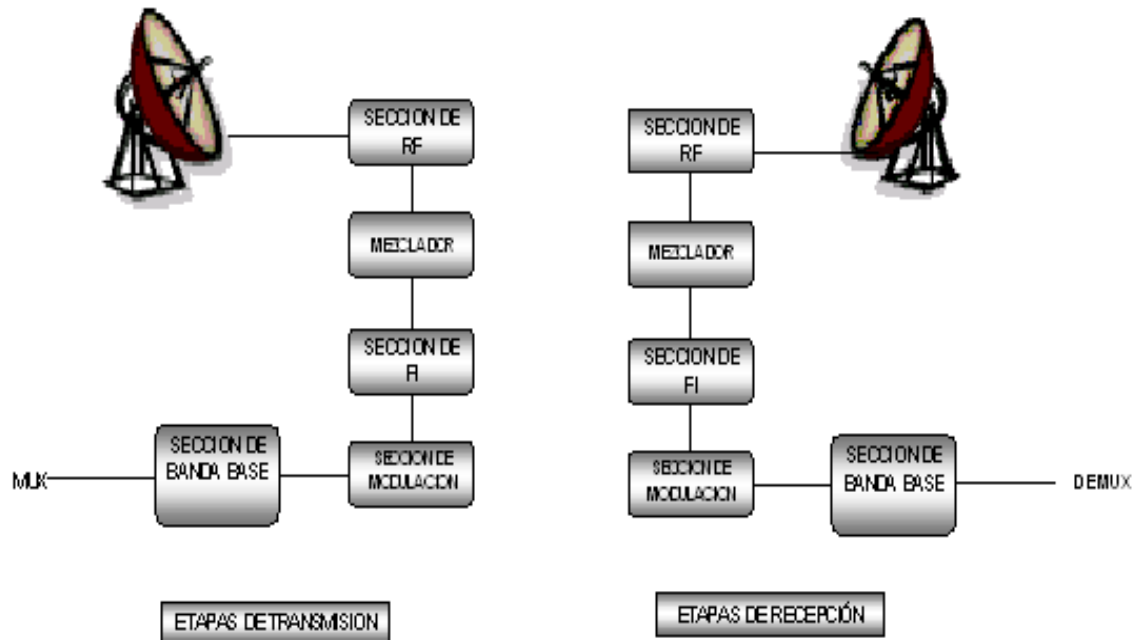 SECCION DE
RF
MEZCLADOR
SECCION DE
FI
SECCION DE
MODULACION
SECCION DE
BANDA BASE
MUX
ETAPAS DE TRANSMISION
SECCION DE
RF
MEZCLADOR
SECCION DE
FI
SECCION DE
MODULACION
SECCION DE
BANDA BASE
DEMUX
ETAPAS DE RECEPCIÓN